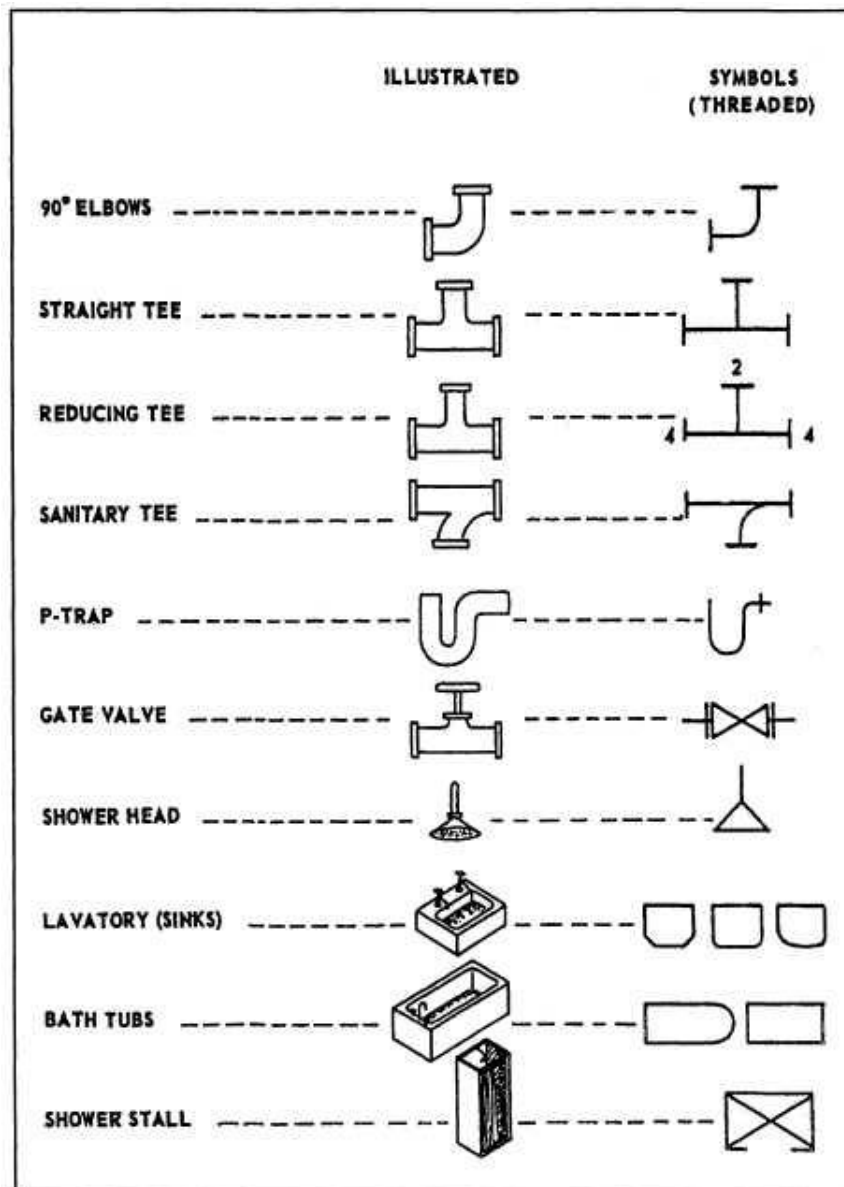 ILLUSTRATED
SYMBOLS
(THREADED)
90° ELBOWS
STRAIGHT TEE
2
REDUCING TEE
4 4
SANITARY TEE
P-TRAP
GATE VALVE
SHOWER HEAD
LAVATORY (SINKS)
BATH TUBS
SHOWER STALL